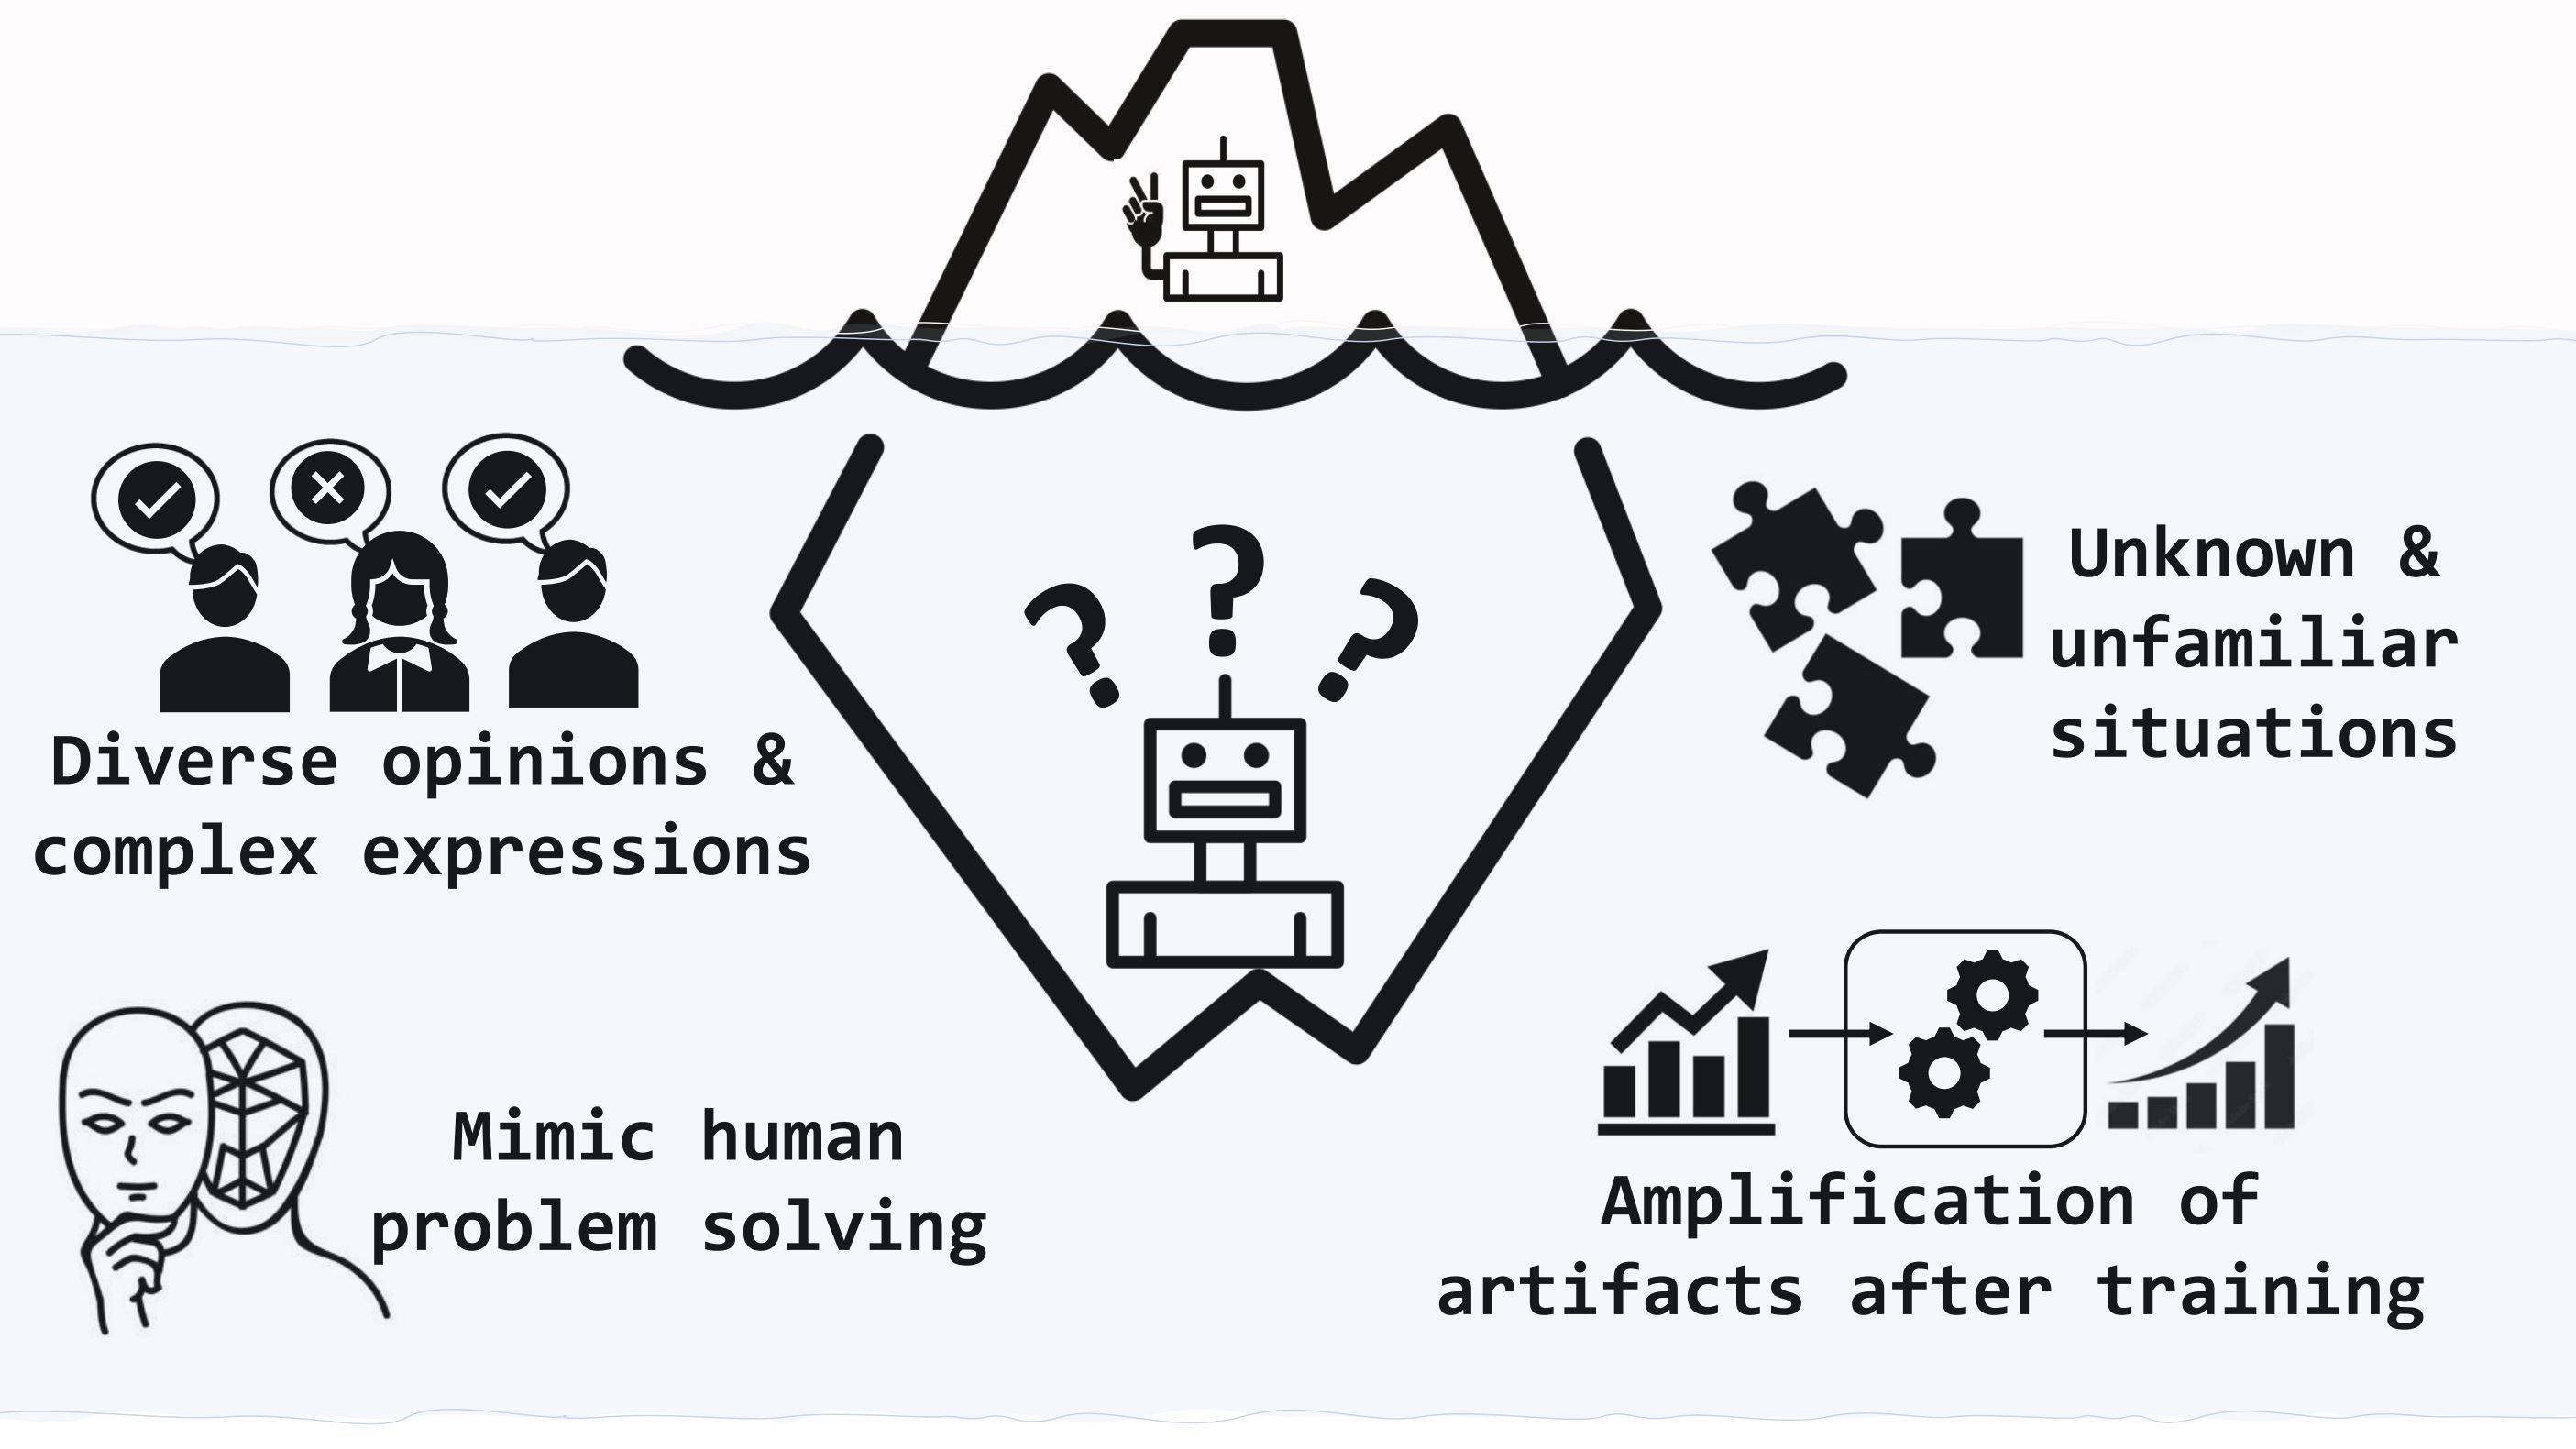 ? ? ?
Diverse opinions &
complex expressions
Unknown &
unfamiliar
situations
Mimic human
problem solving
Amplification of
artifacts after training